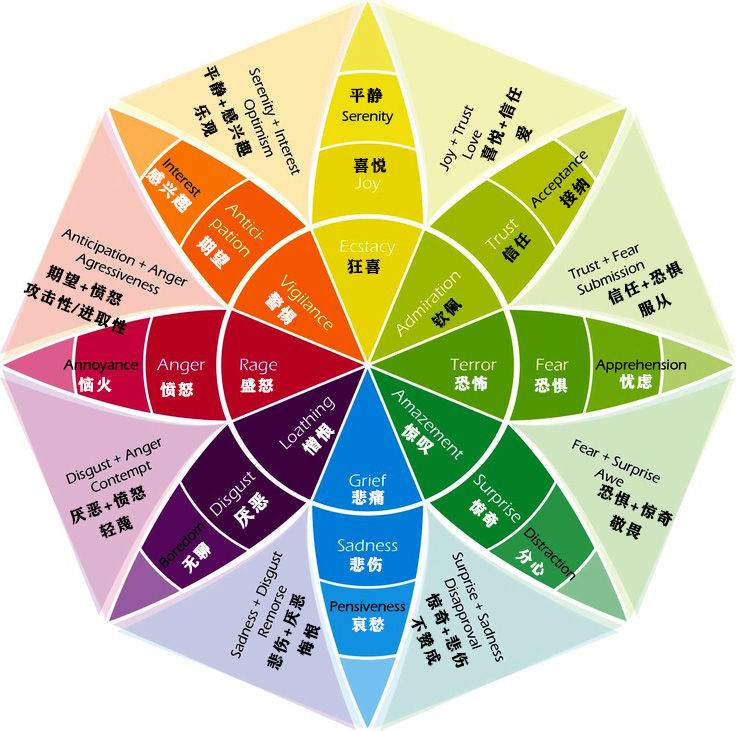 平静
Serenity
喜悦
Joy
Ecstacy
狂喜
Joy + Trust
Love
喜悦+信任
爱
Acceptance
接纳
Trust
信任
Admiration
钦佩
Trust + Fear
Submission
信任+恐惧
服从
Terror
恐怖
Fear
恐惧
Apprehension
忧虑
Fear + Surprise
Awe
恐惧+惊奇
敬畏
Amazement
惊叹
Surprise
惊奇
Distraction
分心
Surprise + Sadness
Disapproval
惊奇+悲伤
不赞成
Grief
悲痛
Sadness
悲伤
Pensiveness
哀愁
Sadness + Disgust
Remorse
悲伤+厌恶
悔恨
Loathing
憎恨
Disgust
厌恶
Boredom
无聊
Disgust + Anger
Contempt
厌恶+愤怒
轻蔑
Rage
盛怒
Anger
愤怒
Annoyance
恼火
Anticipation + Anger
Agressiveness
期望+愤怒
攻击性/进取性
Vigilance
警惕
Antici-
pation
期望
Interest
感兴趣
Serenity + Interest
Optimism
平静+感兴趣
乐观